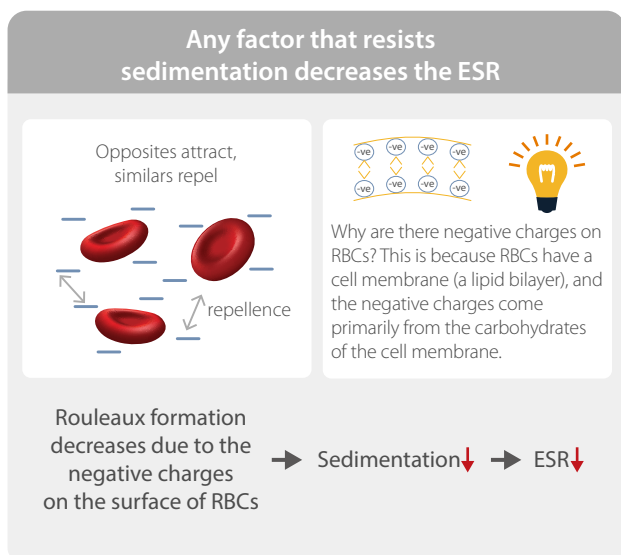 Any factor that resists
sedimentation decreases the ESR
Opposites attract,
similars repel
repellence
-ve -ve -ve -ve
-ve -ve -ve -ve
Why are there negative charges on
RBCs? This is because RBCs have a
cell membrane (a lipid bilayer), and
the negative charges come
primarily from the carbohydrates
of the cell membrane.
Rouleaux formation
decreases due to the
negative charges
on the surface of RBCs
Sedimentation
ESR